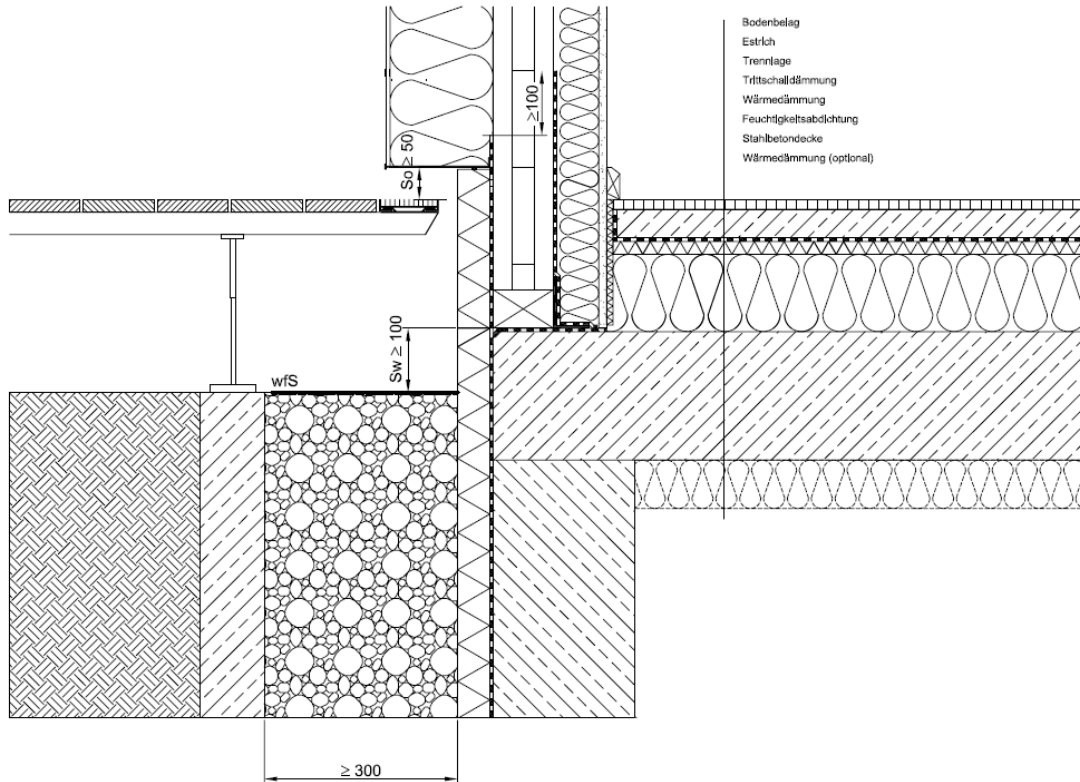 Bodenbelag
Estrich
Trennlage
Trittschalldämmung
Wärmedämmung
Feuchtigkeitsabdichtung
Stahlbetondecke
Wärmedämmung (optional)
≥100
So ≥ 50
Sw ≥ 100
wfS
≥ 300